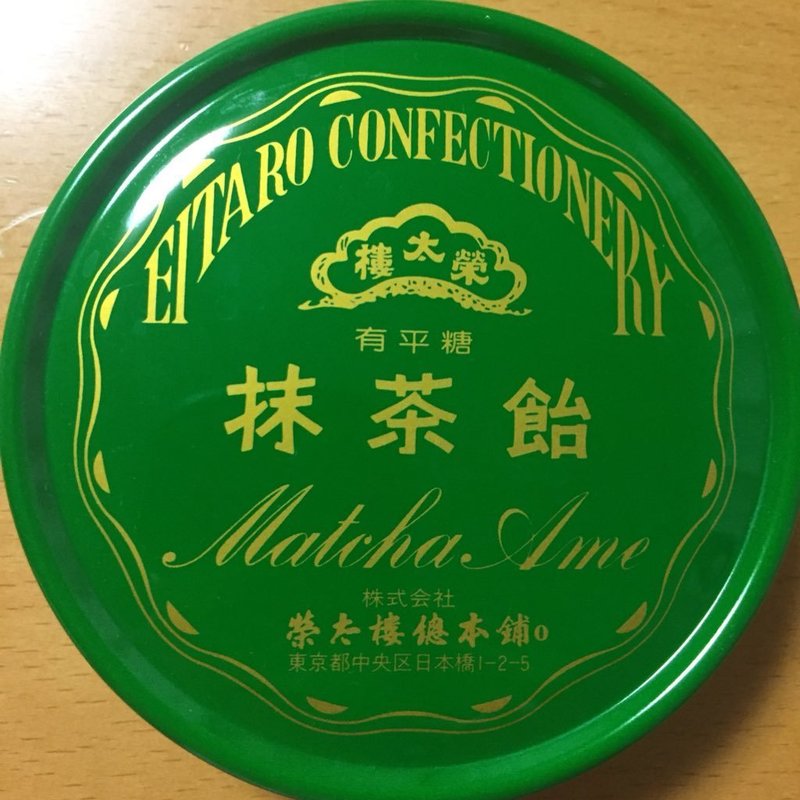 EITARO CONFECTIONERY
榮太樓
有平糖
抹茶飴
Matcha Ame
株式会社
榮太樓總本鋪o
東京都中央区日本橋1-2-5